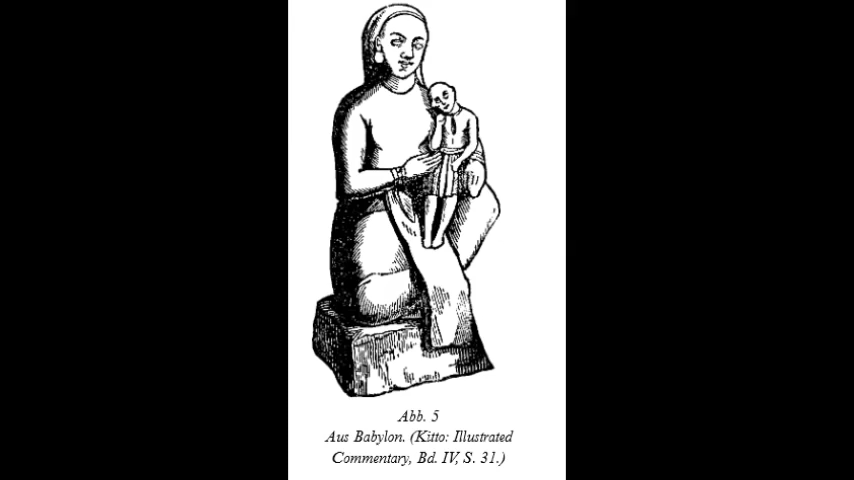 Abb. 5
Aus Babylon. (Kitto: Illustrated
Commentary, Bd. IV, S. 31.)